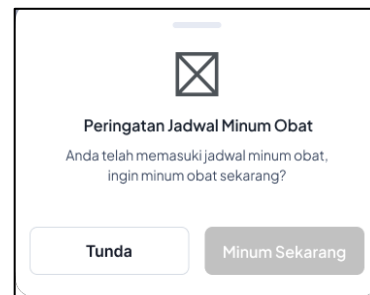 Peringatan Jadwal Minum Obat
Anda telah memasuki jadwal minum obat,
ingin minum obat sekarang?
Tunda
Minum Sekarang